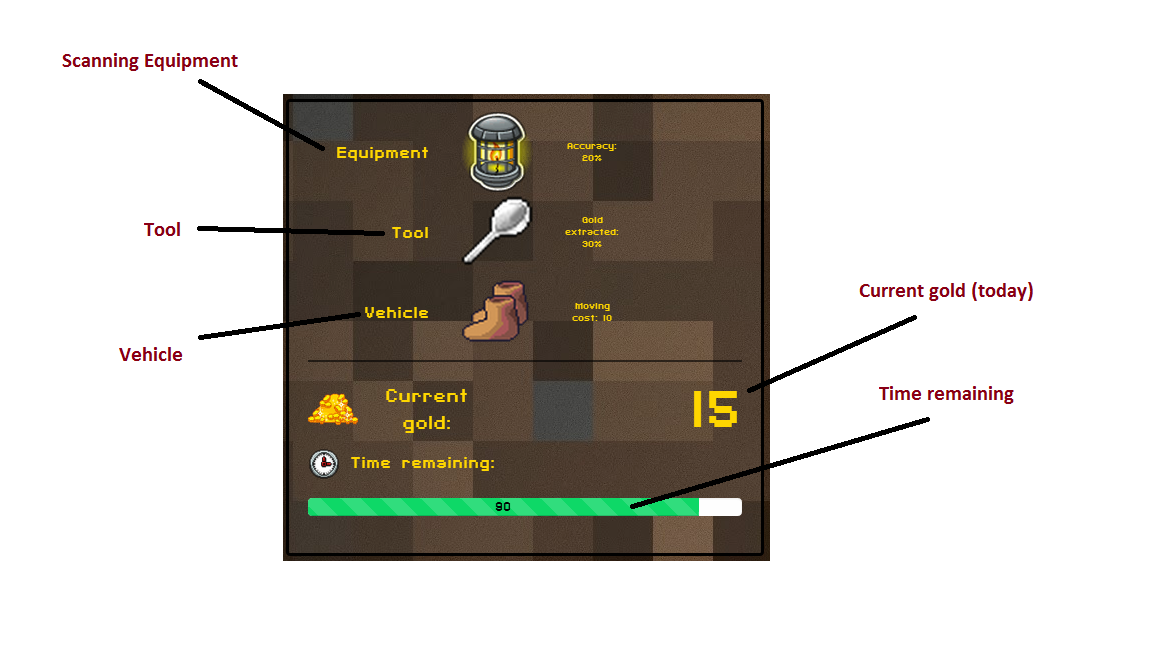 Scanning Equipment
Equipment
Accuracy:
20%
Tool
Tool
Gold
extracted:
30%
Vehicle
Moving
cost: 10
Vehicle
Current gold (today)
Current
gold:
15
Time remaining
Time remaining:
90